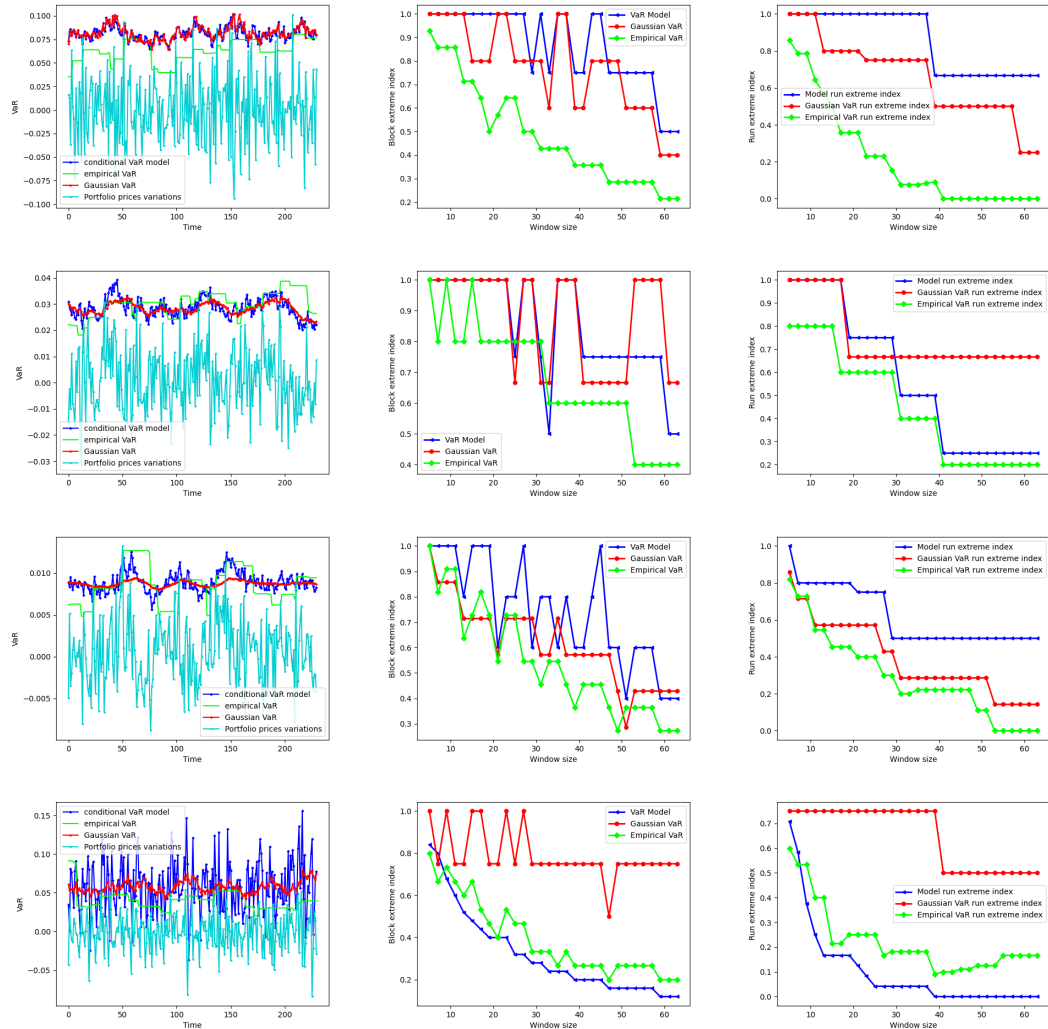 0.100
0.075
0.050
0.025
0.000
−0.025
−0.050
−0.075
−0.100
VaR
conditional VaR model
empirical VaR
Gaussian VaR
Portfolio prices variations
0 50 100 150 200
Time
1.0
0.9
0.8
0.7
0.6
0.5
0.4
0.3
0.2
Block extreme index
VaR Model
Gaussian VaR
Empirical VaR
10 20 30 40 50 60
Window size
1.0
0.8
0.6
0.4
0.2
0.0
Run extreme index
Model run extreme index
Gaussian VaR run extreme index
Empirical VaR run extreme index
10 20 30 40 50 60
Window size
0.04
0.03
0.02
0.01
0.00
−0.01
−0.02
−0.03
VaR
conditional VaR model
empirical VaR
Gaussian VaR
Portfolio prices variations
0 50 100 150 200
Time
1.0
0.9
0.8
0.7
0.6
0.5
0.4
Block extreme index
VaR Model
Gaussian VaR
Empirical VaR
10 20 30 40 50 60
Window size
1.0
0.9
0.8
0.7
0.6
0.5
0.4
0.3
0.2
Run extreme index
Model run extreme index
Gaussian VaR run extreme index
Empirical VaR run extreme index
10 20 30 40 50 60
Window size
0.010
0.005
0.000
−0.005
VaR
conditional VaR model
empirical VaR
Gaussian VaR
Portfolio prices variations
0 50 100 150 200
Time
1.0
0.9
0.8
0.7
0.6
0.5
0.4
0.3
Block extreme index
VaR Model
Gaussian VaR
Empirical VaR
10 20 30 40 50 60
Window size
1.0
0.8
0.6
0.4
0.2
0.0
Run extreme index
Model run extreme index
Gaussian VaR run extreme index
Empirical VaR run extreme index
10 20 30 40 50 60
Window size
0.15
0.10
0.05
0.00
−0.05
VaR
conditional VaR model
empirical VaR
Gaussian VaR
Portfolio prices variations
0 50 100 150 200
Time
1.0
0.8
0.6
0.4
0.2
Block extreme index
VaR Model
Gaussian VaR
Empirical VaR
10 20 30 40 50 60
Window size
0.7
0.6
0.5
0.4
0.3
0.2
0.1
0.0
Run extreme index
Model run extreme index
Gaussian VaR run extreme index
Empirical VaR run extreme index
10 20 30 40 50 60
Window size